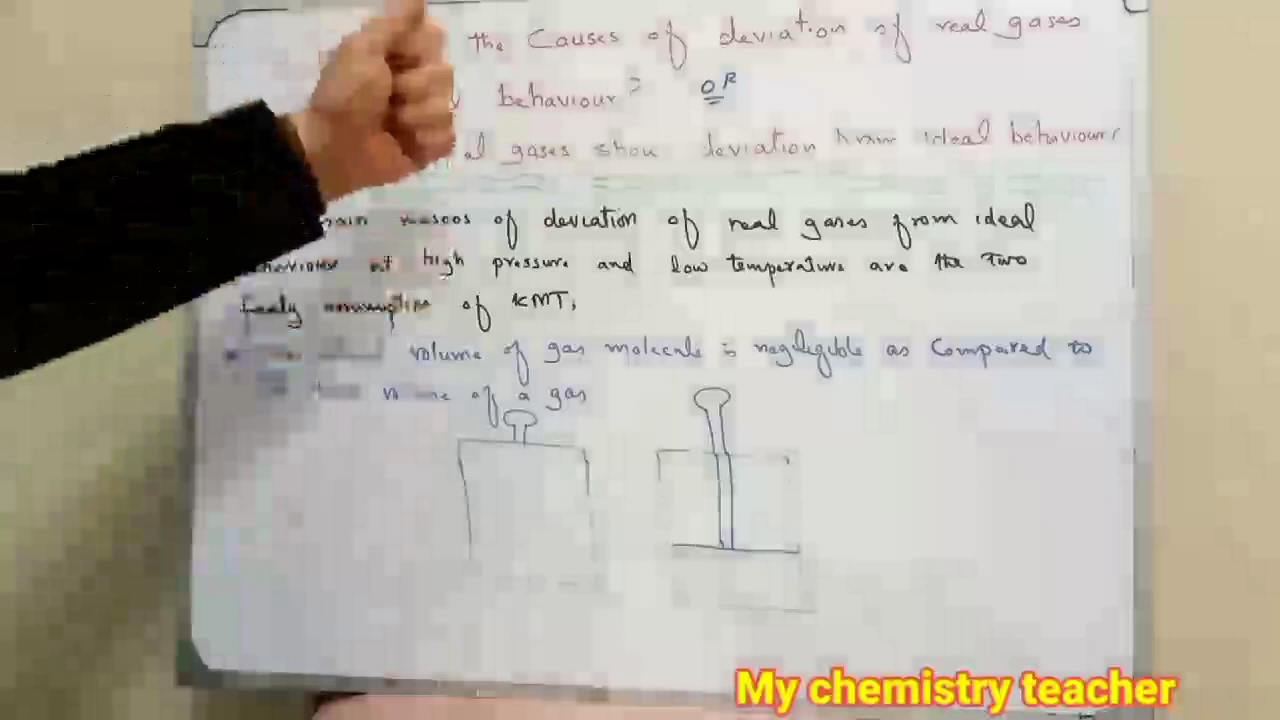 the Causes of deviation of real gases
behaviour? OR
gases show deviation from ideal behaviour
of deviation of real gases from ideal
at high pressure and low temperature are the Two
of KMT,
volume of gas molecule is negligible as Compared to
of a gas
My chemistry teacher